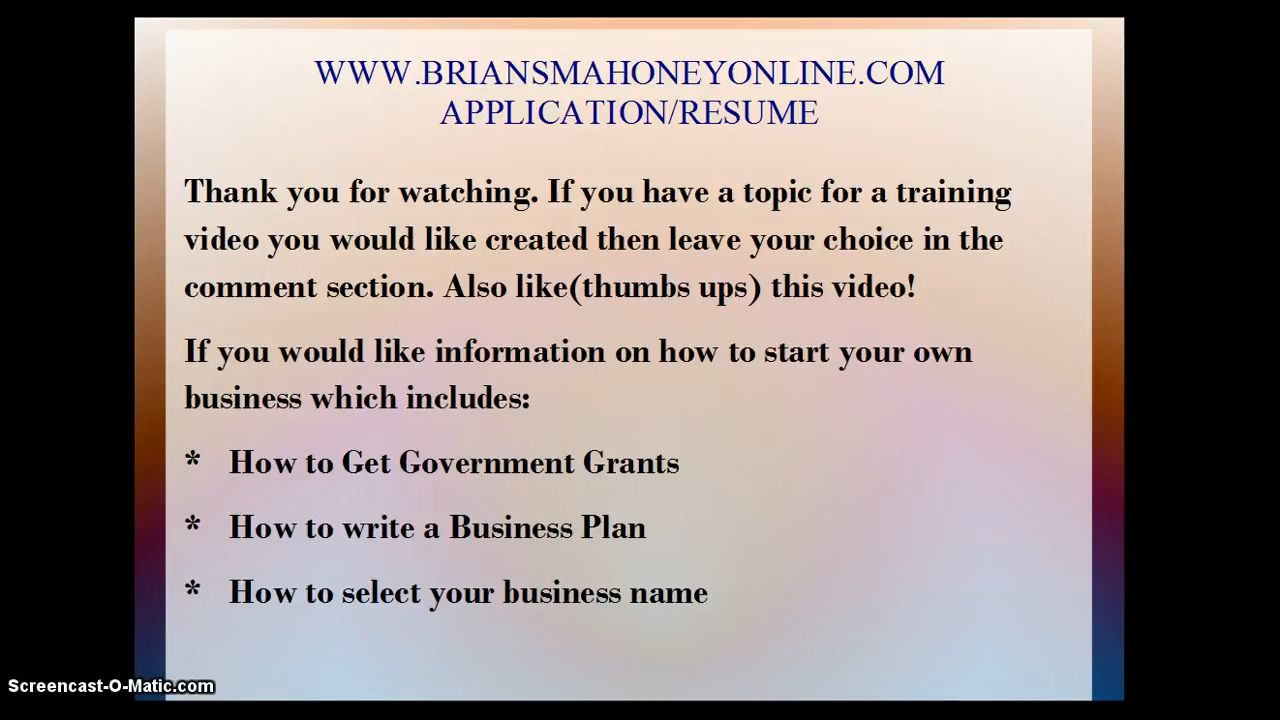 WWW.BRIANSMAHONEYONLINE.COM
APPLICATION/RESUME
Thank you for watching. If you have a topic for a training
video you would like created then leave your choice in the
comment section. Also like(thumbs ups) this video!
If you would like information on how to start your own
business which includes:
* How to Get Government Grants
* How to write a Business Plan
* How to select your business name
Screencast-O-Matic.com